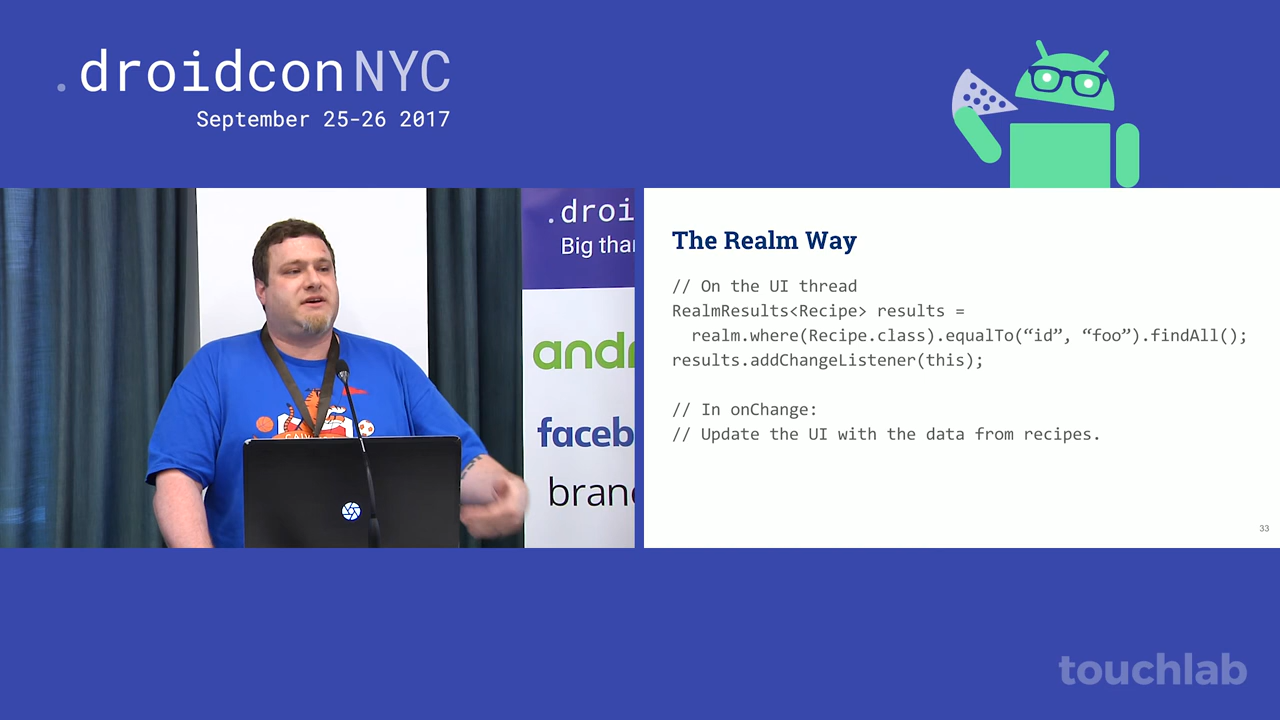 .droidconNYC
September 25-26 2017
.droi
Big than
andr
faceb
brand
The Realm Way
// On the UI thread
RealmResults<Recipe> results =
realm.where(Recipe.class).equalTo(“id”, “foo”).findAll();
results.addChangeListener(this);
// In onChange:
// Update the UI with the data from recipes.
33
touchlab